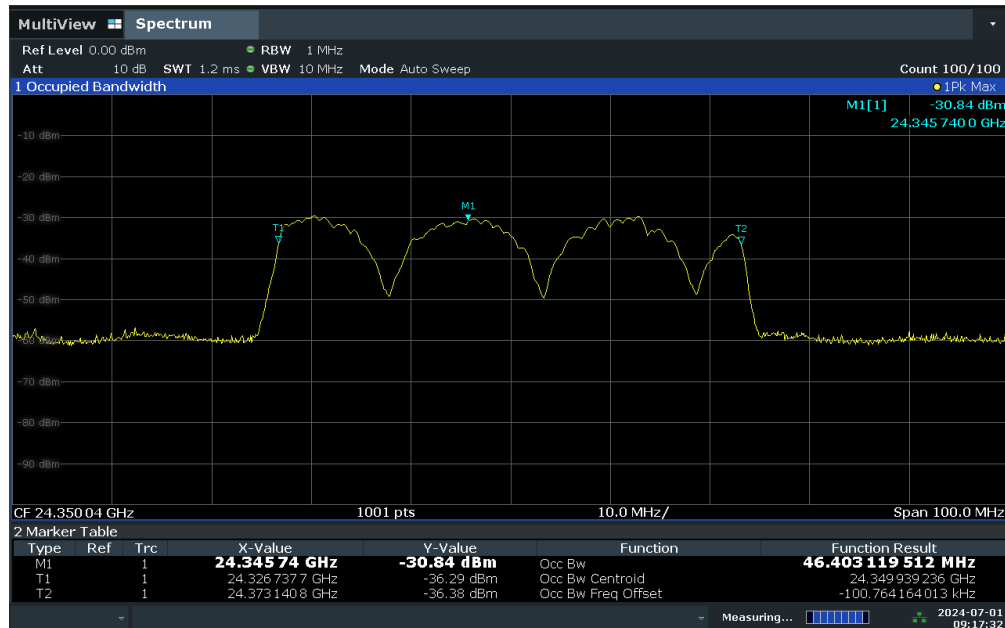 MultiView Spectrum
Ref Level 0.00 dBm RBW 1 MHz
Att 10 dB SWT 1.2 ms VBW 10 MHz Mode Auto Sweep Count 100/100
1 Occupied Bandwidth 1Pk Max
M1[1] -30.84 dBm
24.345 740 0 GHz
-10 dBm
-20 dBm
-30 dBm
M1
T1 T2
-40 dBm
-50 dBm
-60 dBm
-70 dBm
-80 dBm
-90 dBm
CF 24.350 04 GHz 1001 pts 10.0 MHz/ Span 100.0 MHz
2 Marker Table
Type Ref Trc X-Value Y-Value Function Function Result
M1 1 24.345 74 GHz -30.84 dBm Occ Bw 46.403 119 512 MHz
T1 1 24.326 737 7 GHz -36.29 dBm Occ Bw Centroid 24.349 939 236 GHz
T2 1 24.373 140 8 GHz -36.38 dBm Occ Bw Freq Offset -100.764 164 013 kHz
Measuring... 2024-07-01
09:17:32